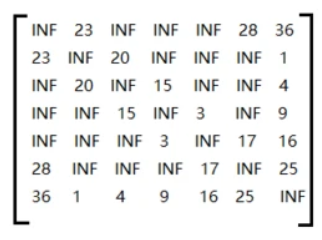 INF 23 INF INF INF 28 36
23 INF 20 INF INF INF 1
INF 20 INF 15 INF INF 4
INF INF 15 INF 3 INF 9
INF INF INF 3 INF 17 16
28 INF INF INF 17 INF 25
36 1 4 9 16 25 INF